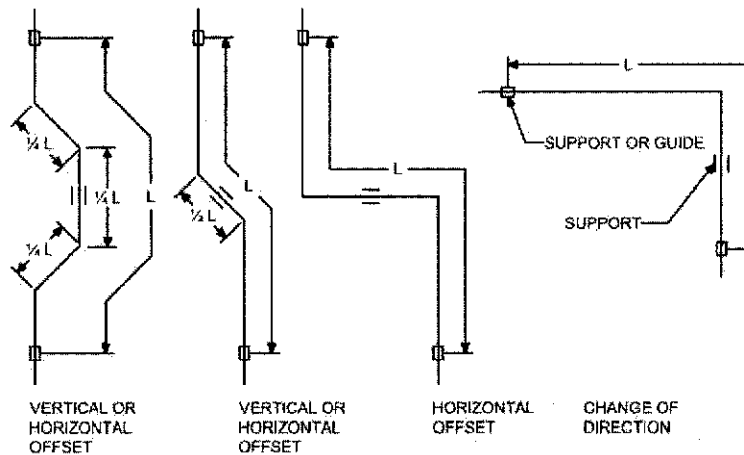 L
¼ L
SUPPORT OR GUIDE
¼ L
L
L
L
½ L
SUPPORT
¼ L
VERTICAL OR
HORIZONTAL
OFFSET
VERTICAL OR
HORIZONTAL
OFFSET
HORIZONTAL
OFFSET
CHANGE OF
DIRECTION